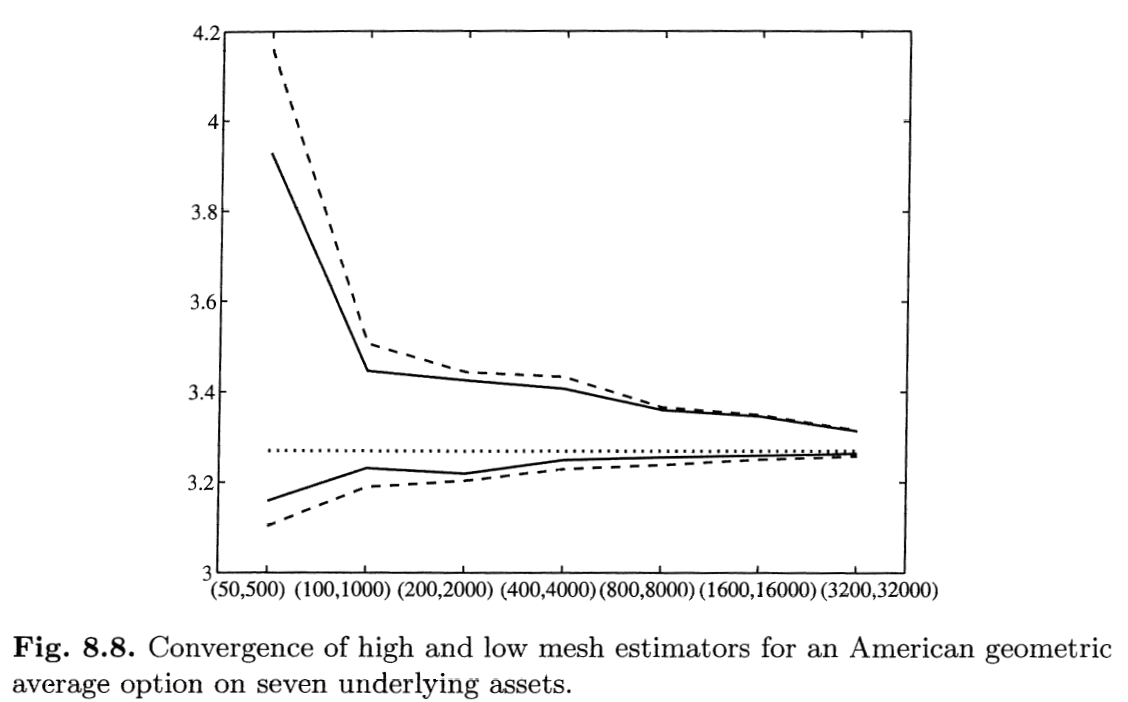 4.2
4
3.8
3.6
3.4
3.2
3
(50,500) (100,1000) (200,2000) (400,4000) (800,8000) (1600,16000) (3200,32000)
Fig. 8.8. Convergence of high and low mesh estimators for an American geometric
average option on seven underlying assets.